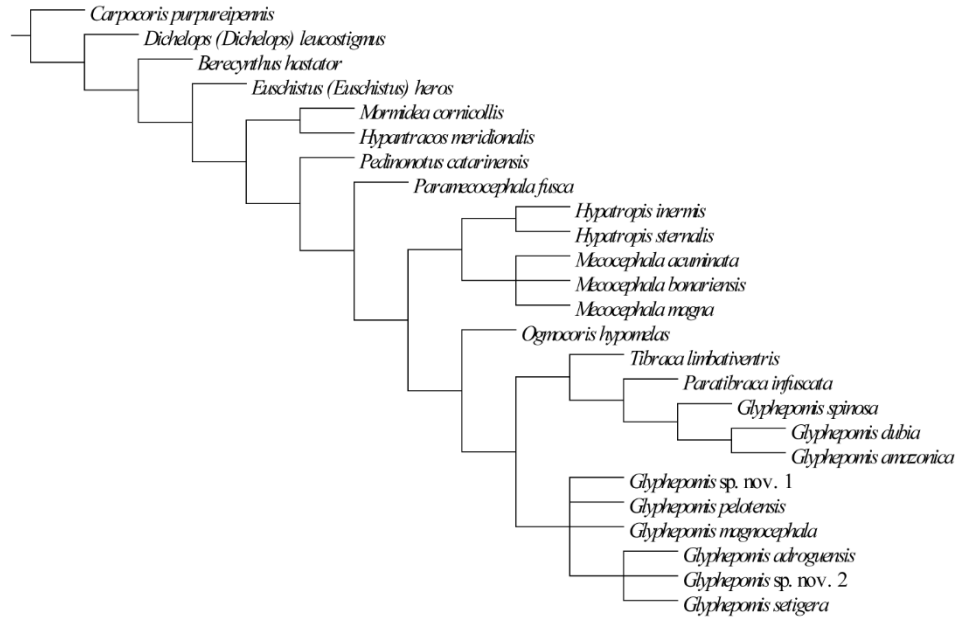 Carpocoris purpureipennis
Dichelops (Dichelops) leucostigmus
Berecynthus hastator
Euschistus (Euschistus) heros
Mormidea cornicollis
Hypantracos meridionalis
Pedinonotus catarinensis
Paramecocephala fusca
Hypatropis inermis
Hypatropis sternalis
Mecocephala acuminata
Mecocephala bonariensis
Mecocephala magna
Ogmocoris hypomelas
Tibraca limbativentris
Paratibraca infuscata
Glyphepomis spinosa
Glyphepomis dubia
Glyphepomis amazonica
Glyphepomis sp. nov. 1
Glyphepomis pelotensis
Glyphepomis magnocephala
Glyphepomis adroguensis
Glyphepomis sp. nov. 2
Glyphepomis setigera